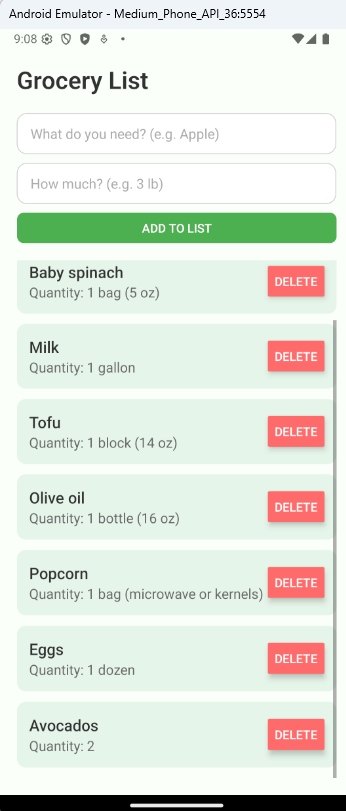 Android Emulator - Medium_Phone_API_36:5554
9:08
Grocery List
What do you need? (e.g. Apple)
How much? (e.g. 3 lb)
ADD TO LIST
Baby spinach
Quantity: 1 bag (5 oz)
DELETE
Milk
Quantity: 1 gallon
DELETE
Tofu
Quantity: 1 block (14 oz)
DELETE
Olive oil
Quantity: 1 bottle (16 oz)
DELETE
Popcorn
Quantity: 1 bag (microwave or kernels)
DELETE
Eggs
Quantity: 1 dozen
DELETE
Avocados
Quantity: 2
DELETE